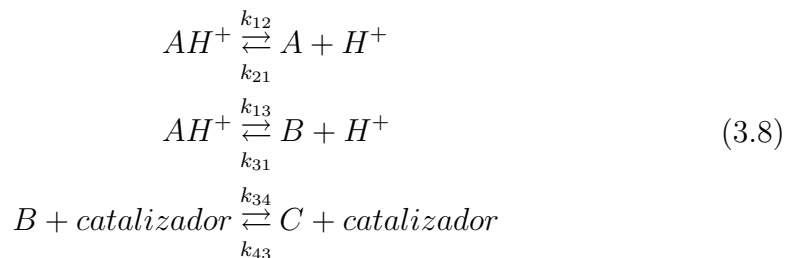 k₁₂
AH⁺ ⇄ A + H⁺
k₂₁
k₁₃
AH⁺ ⇄ B + H⁺ (3.8)
k₃₁
k₃₄
B + catalizador ⇄ C + catalizador
k₄₃